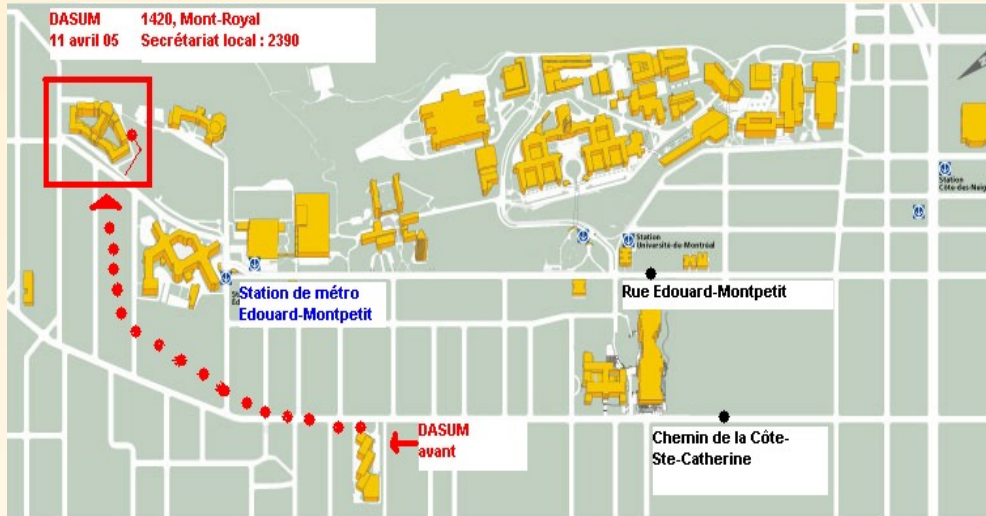 DASUM 1420, Mont-Royal
11 avril 05 Secrétariat local : 2390
Station
Côte-des-Neig
Station
Université-de-Montréal
Station de métro
Edouard-Montpetit
Rue Edouard-Montpetit
DASUM
avant
Chemin de la Côte-
Ste-Catherine